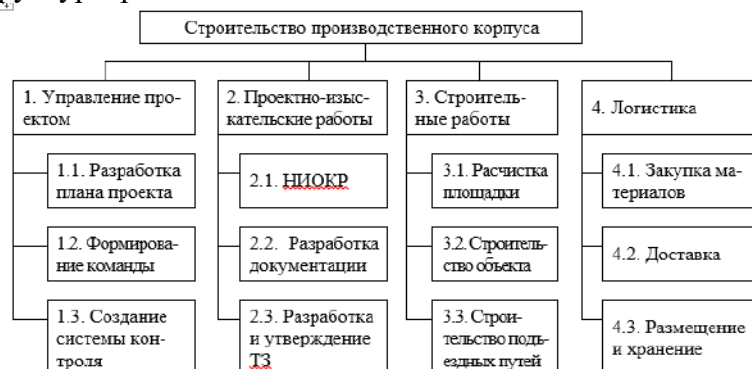 Строительство производственного корпуса
1. Управление про-
ектом
1.1. Разработка
плана проекта
1.2. Формирова-
ние команды
1.3. Создание
системы кон-
троля
2. Проектно-изыс-
кательские работы
2.1. НИОКР
2.2. Разработка
документации
2.3. Разработка
и утверждение
ТЗ
3. Строитель-
ные работы
3.1. Расчистка
площадки
3.2. Строитель-
ство объекта
3.3. Строи-
тельство подъ-
ездных путей
4. Логистика
4.1. Закупка ма-
териалов
4.2. Доставка
4.3. Размещение
и хранение